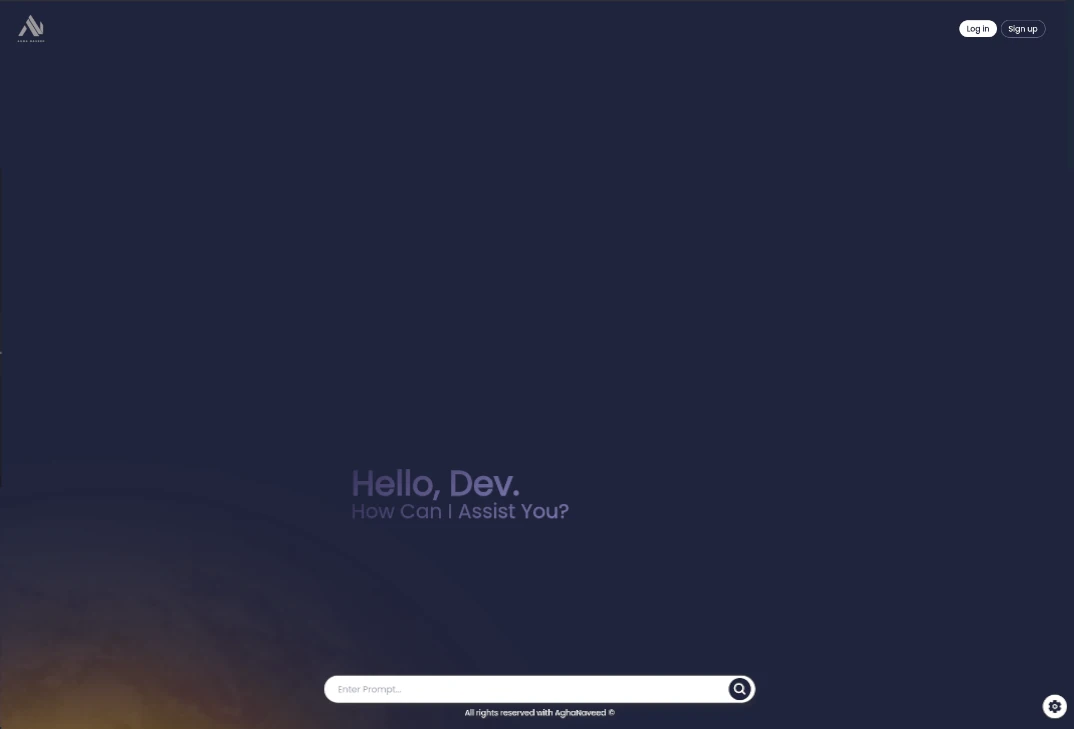 Log in
Sign up
Hello, Dev.
How Can I Assist You?
Enter Prompt...
All rights reserved with AghaNaveed ©